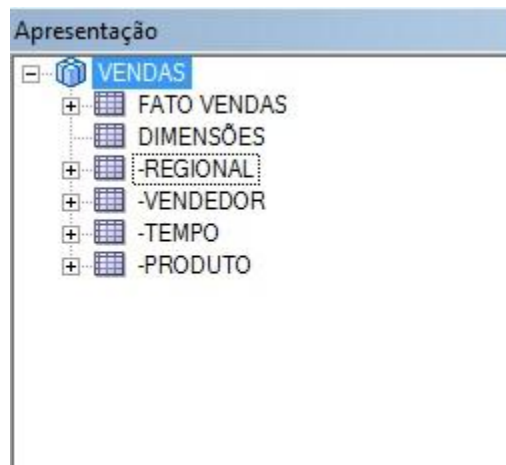 Apresentação
VENDAS
FATO VENDAS
DIMENSÕES
-REGIONAL
-VENDEDOR
-TEMPO
-PRODUTO